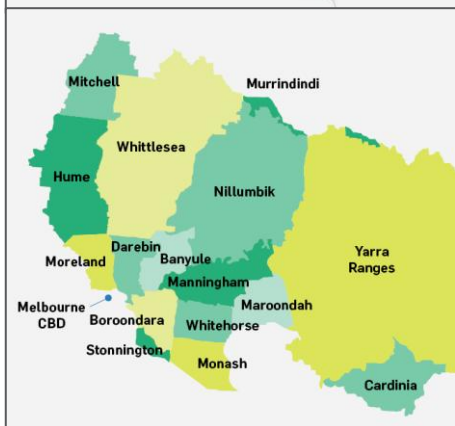 Mitchell
Murrindindi
Whittlesea
Hume
Nillumbik
Darebin
Moreland
Banyule
Yarra
Ranges
Manningham
Melbourne
CBD
Maroondah
Boroondara
Whitehorse
Stonnington
Monash
Cardinia